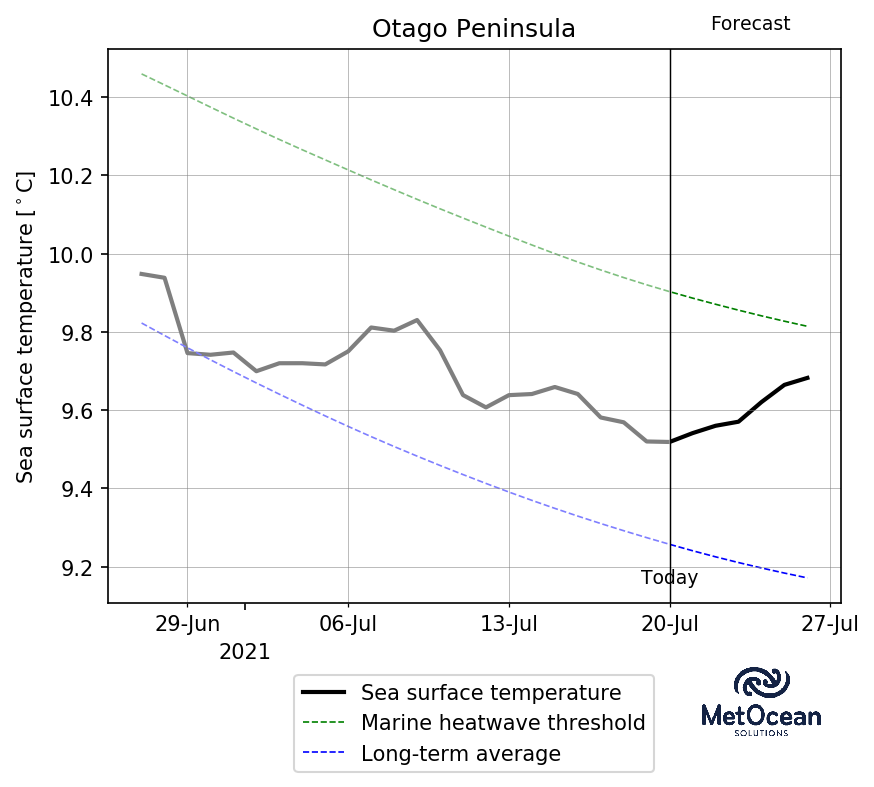 Otago Peninsula
Forecast
Sea surface temperature [°C]
10.4
10.2
10.0
9.8
9.6
9.4
9.2
Today
29-Jun
06-Jul
13-Jul
20-Jul
27-Jul
2021
Sea surface temperature
Marine heatwave threshold
Long-term average
MetOcean
SOLUTIONS